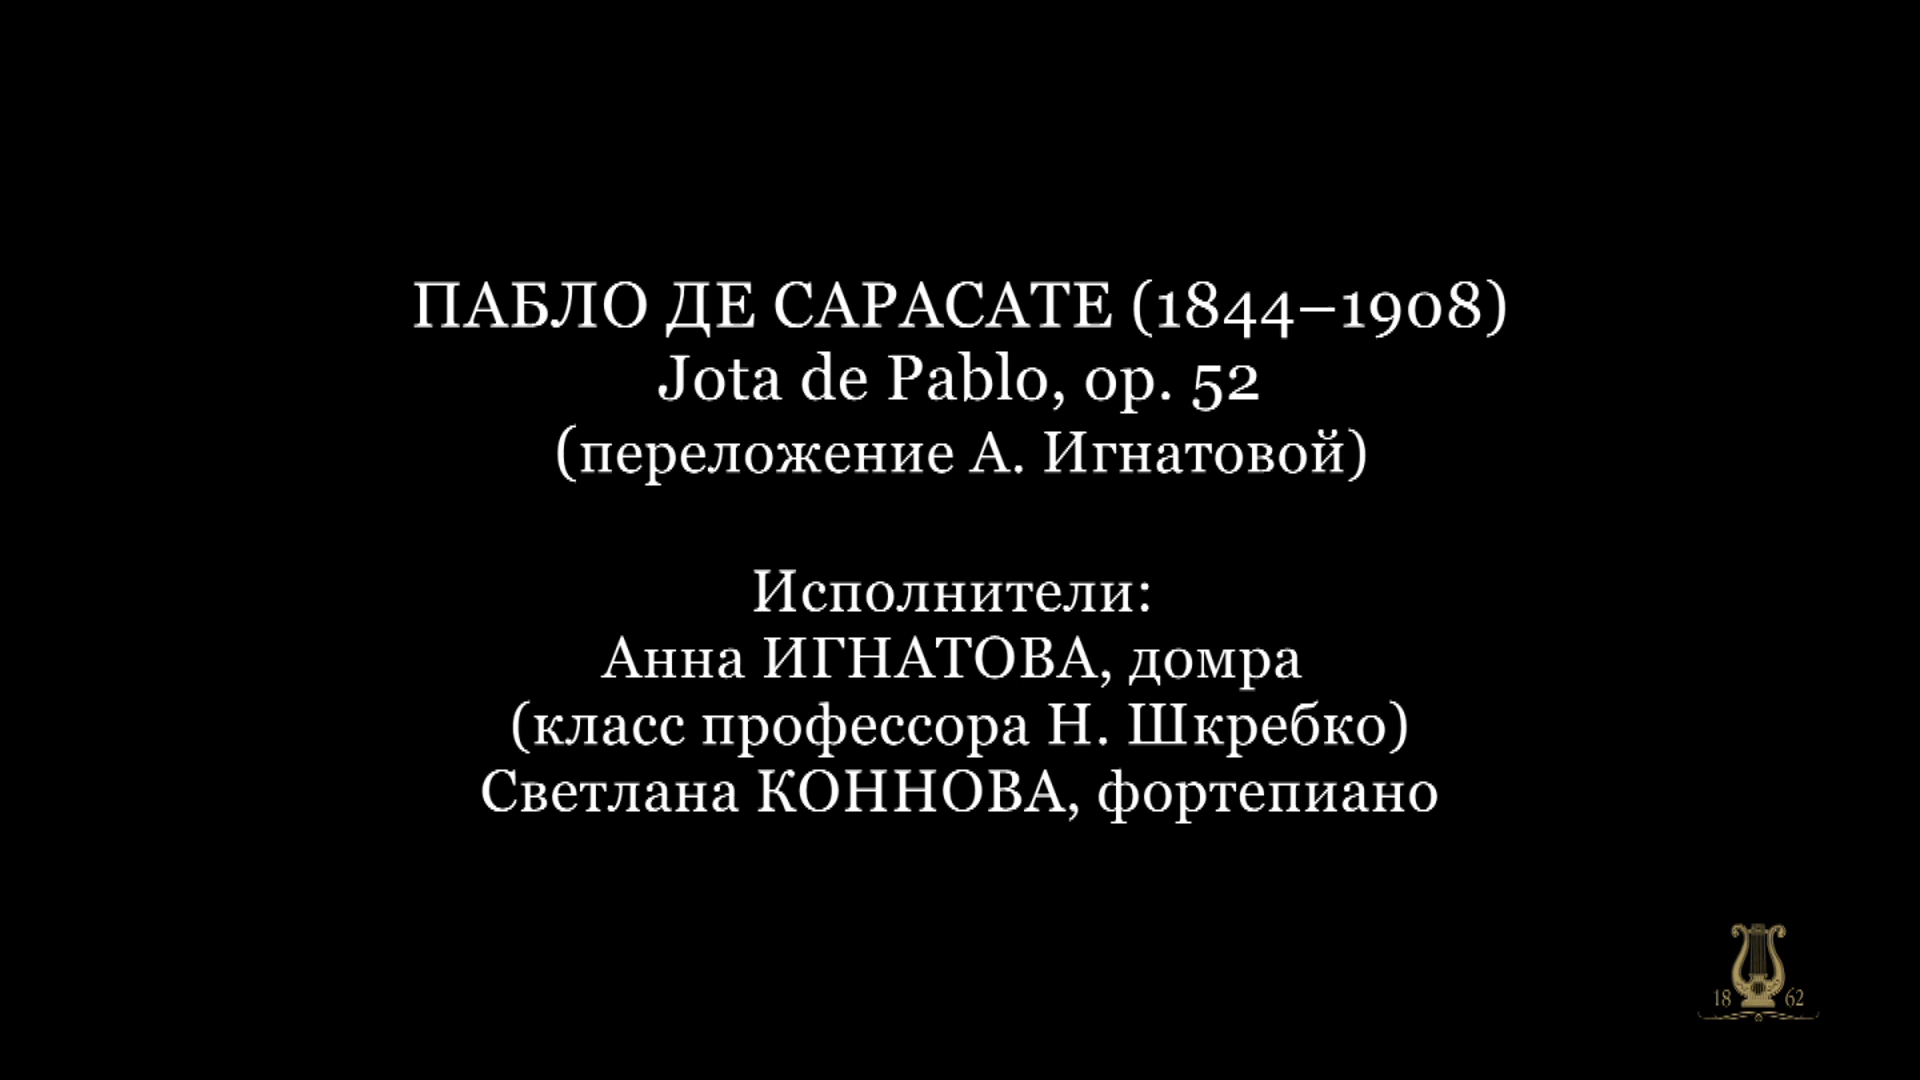 ПАБЛО ДЕ САРАСАТЕ (1844–1908)
Jota de Pablo, op. 52
(переложение А. Игнатовой)
Исполнители:
Анна ИГНАТОВА, домра
(класс профессора Н. Шкребко)
Светлана КОННОВА, фортепиано
18 62